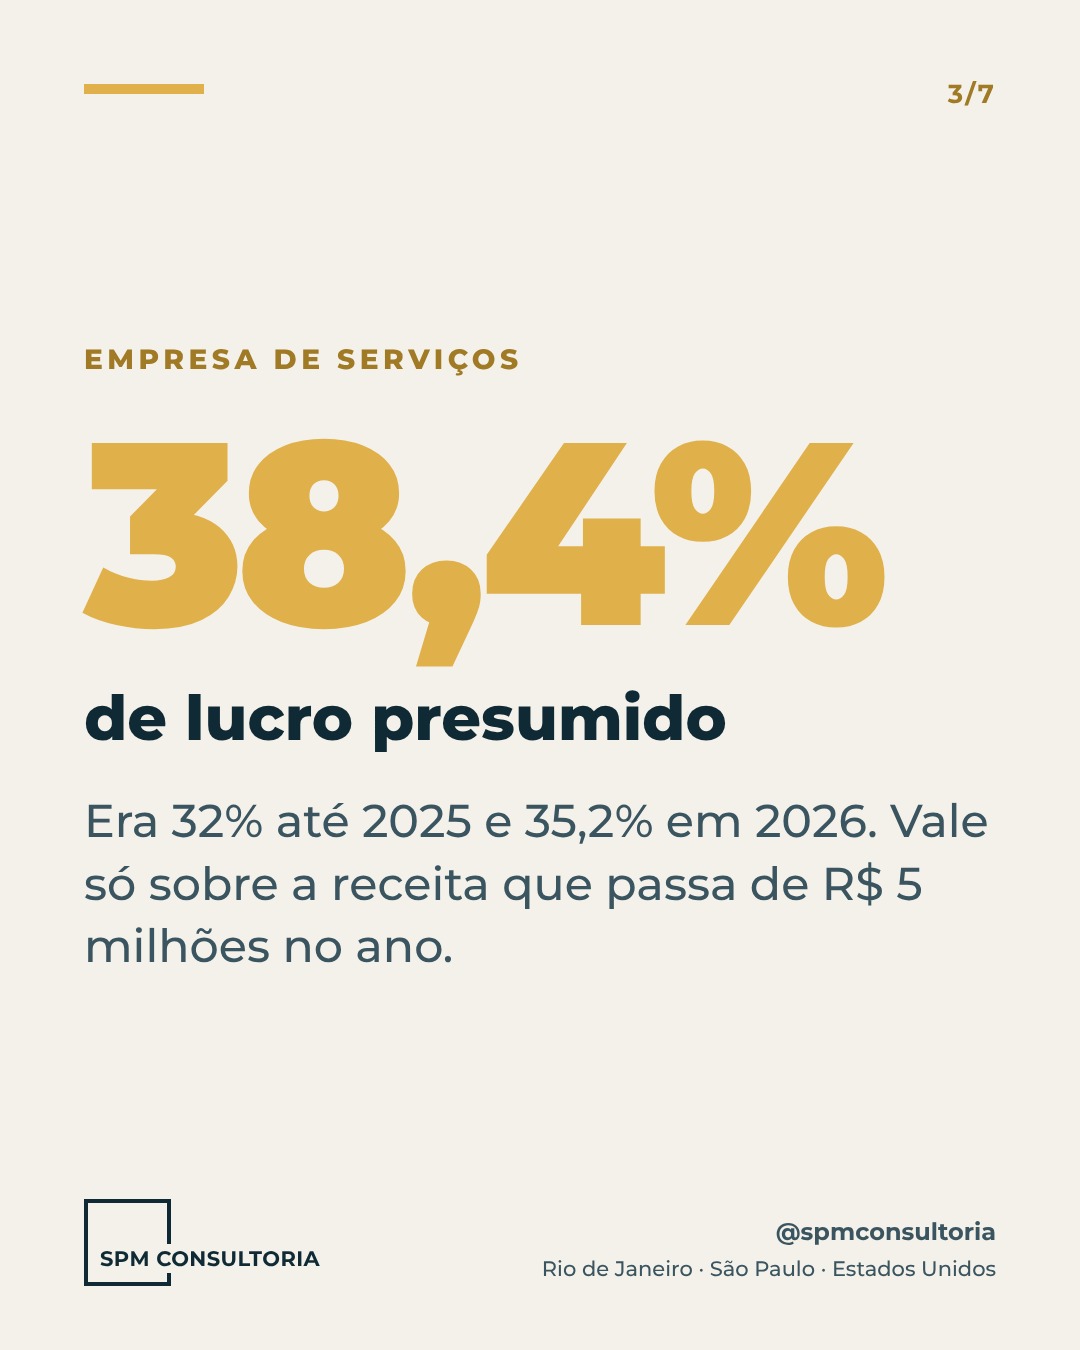 3/7
EMPRESA DE SERVIÇOS
38,4%
de lucro presumido
Era 32% até 2025 e 35,2% em 2026. Vale
só sobre a receita que passa de R$ 5
milhões no ano.
SPM CONSULTORIA
@spmconsultoria
Rio de Janeiro · São Paulo · Estados Unidos